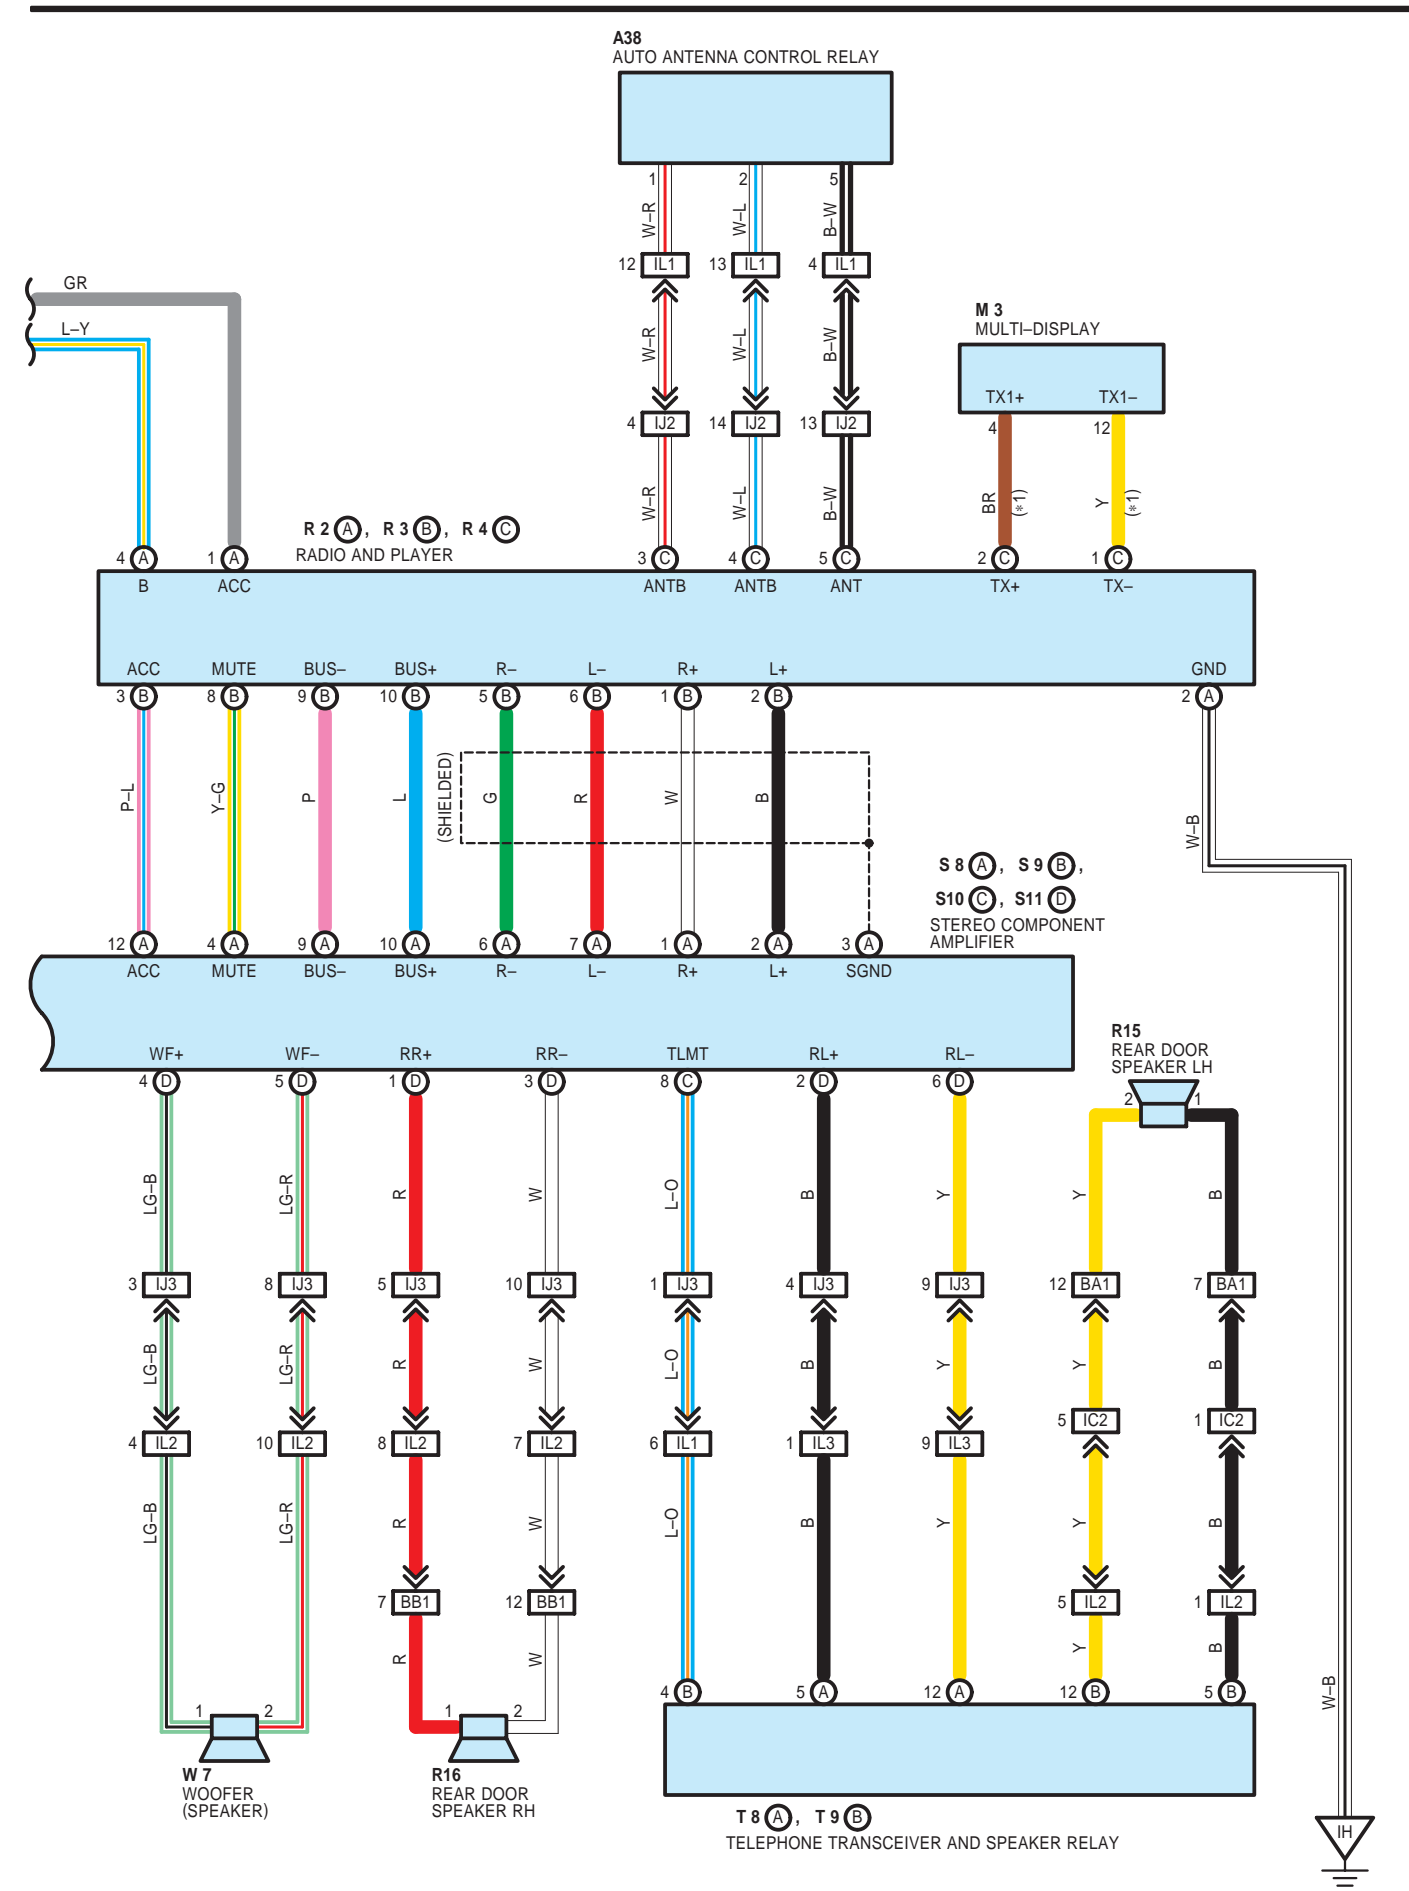 A38
AUTO ANTENNA CONTROL RELAY
1 2 5
W–R W–L B–W
12 IL1 13 IL1 4 IL1
GR
L–Y
W–R W–L B–W
M 3
MULTI–DISPLAY
TX1+ TX1–
4 IJ2 14 IJ2 13 IJ2
4 12
W–R W–L B–W BR (*1) Y (*1)
R 2 A , R 3 B , R 4 C
RADIO AND PLAYER
4 A 1 A 3 C 4 C 5 C 2 C 1 C
B ACC ANTB ANTB ANT TX+ TX–
ACC MUTE BUS– BUS+ R– L– R+ L+ GND
3 B 8 B 9 B 10 B 5 B 6 B 1 B 2 B 2 A
P–L Y–G P L (SHIELDED) G R W B W–B
S 8 A , S 9 B ,
S10 C , S11 D
STEREO COMPONENT
AMPLIFIER
12 A 4 A 9 A 10 A 6 A 7 A 1 A 2 A 3 A
ACC MUTE BUS– BUS+ R– L– R+ L+ SGND
R15
REAR DOOR
SPEAKER LH
WF+ WF– RR+ RR– TLMT RL+ RL–
4 D 5 D 1 D 3 D 8 C 2 D 6 D
2 1
LG–B LG–R R W L–O B Y Y B
3 IJ3 8 IJ3 5 IJ3 10 IJ3 1 IJ3 4 IJ3 9 IJ3 12 BA1 7 BA1
LG–B LG–R R W L–O B Y Y B
5 IC2 1 IC2
4 IL2 10 IL2 8 IL2 7 IL2 6 IL1 1 IL3 9 IL3
LG–B LG–R R W L–O B Y Y B
7 BB1 12 BB1 5 IL2 1 IL2
R W Y B
4 B 5 A 12 A 12 B 5 B
W–B
1 2 1 2
W 7
WOOFER
(SPEAKER)
R16
REAR DOOR
SPEAKER RH
T 8 A , T 9 B
TELEPHONE TRANSCEIVER AND SPEAKER RELAY
IH